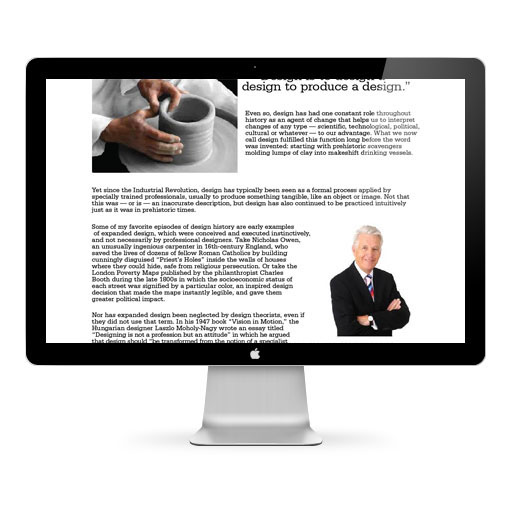 design to produce a design."
Even so, design has had one constant role throughout
history as an agent of change that helps us to interpret
changes of any type — scientific, technological, political,
cultural or whatever — to our advantage. What we now
call design fulfilled this function long before the word
was invented: starting with prehistoric scavengers
molding lumps of clay into makeshift drinking vessels.
Yet since the Industrial Revolution, design has typically been seen as a formal process applied by
specially trained professionals, usually to produce something tangible, like an object or image. Not that
this was — or is — an inaccurate description, but design has also continued to be practiced intuitively
just as it was in prehistoric times.
Some of my favorite episodes of design history are early examples
of expanded design, which were conceived and executed instinctively,
and not necessarily by professional designers. Take Nicholas Owen,
an unusually ingenious carpenter in 16th-century England, who
saved the lives of dozens of fellow Roman Catholics by building
cunningly disguised "Priest's Holes" inside the walls of houses
where they could hide, safe from religious persecution. Or take the
London Poverty Maps published by the philanthropist Charles
Booth during the late 1800s in which the socioeconomic status of
each street was signified by a particular color, an inspired design
decision that made the maps instantly legible, and gave them
greater political impact.
Nor has expanded design been neglected by design theorists, even if
they did not use that term. In his 1947 book "Vision in Motion," the
Hungarian designer Laszlo Moholy-Nagy wrote an essay titled
"Designing is not a profession but an attitude" in which he argued
that design should "be transformed from the notion of a specialist